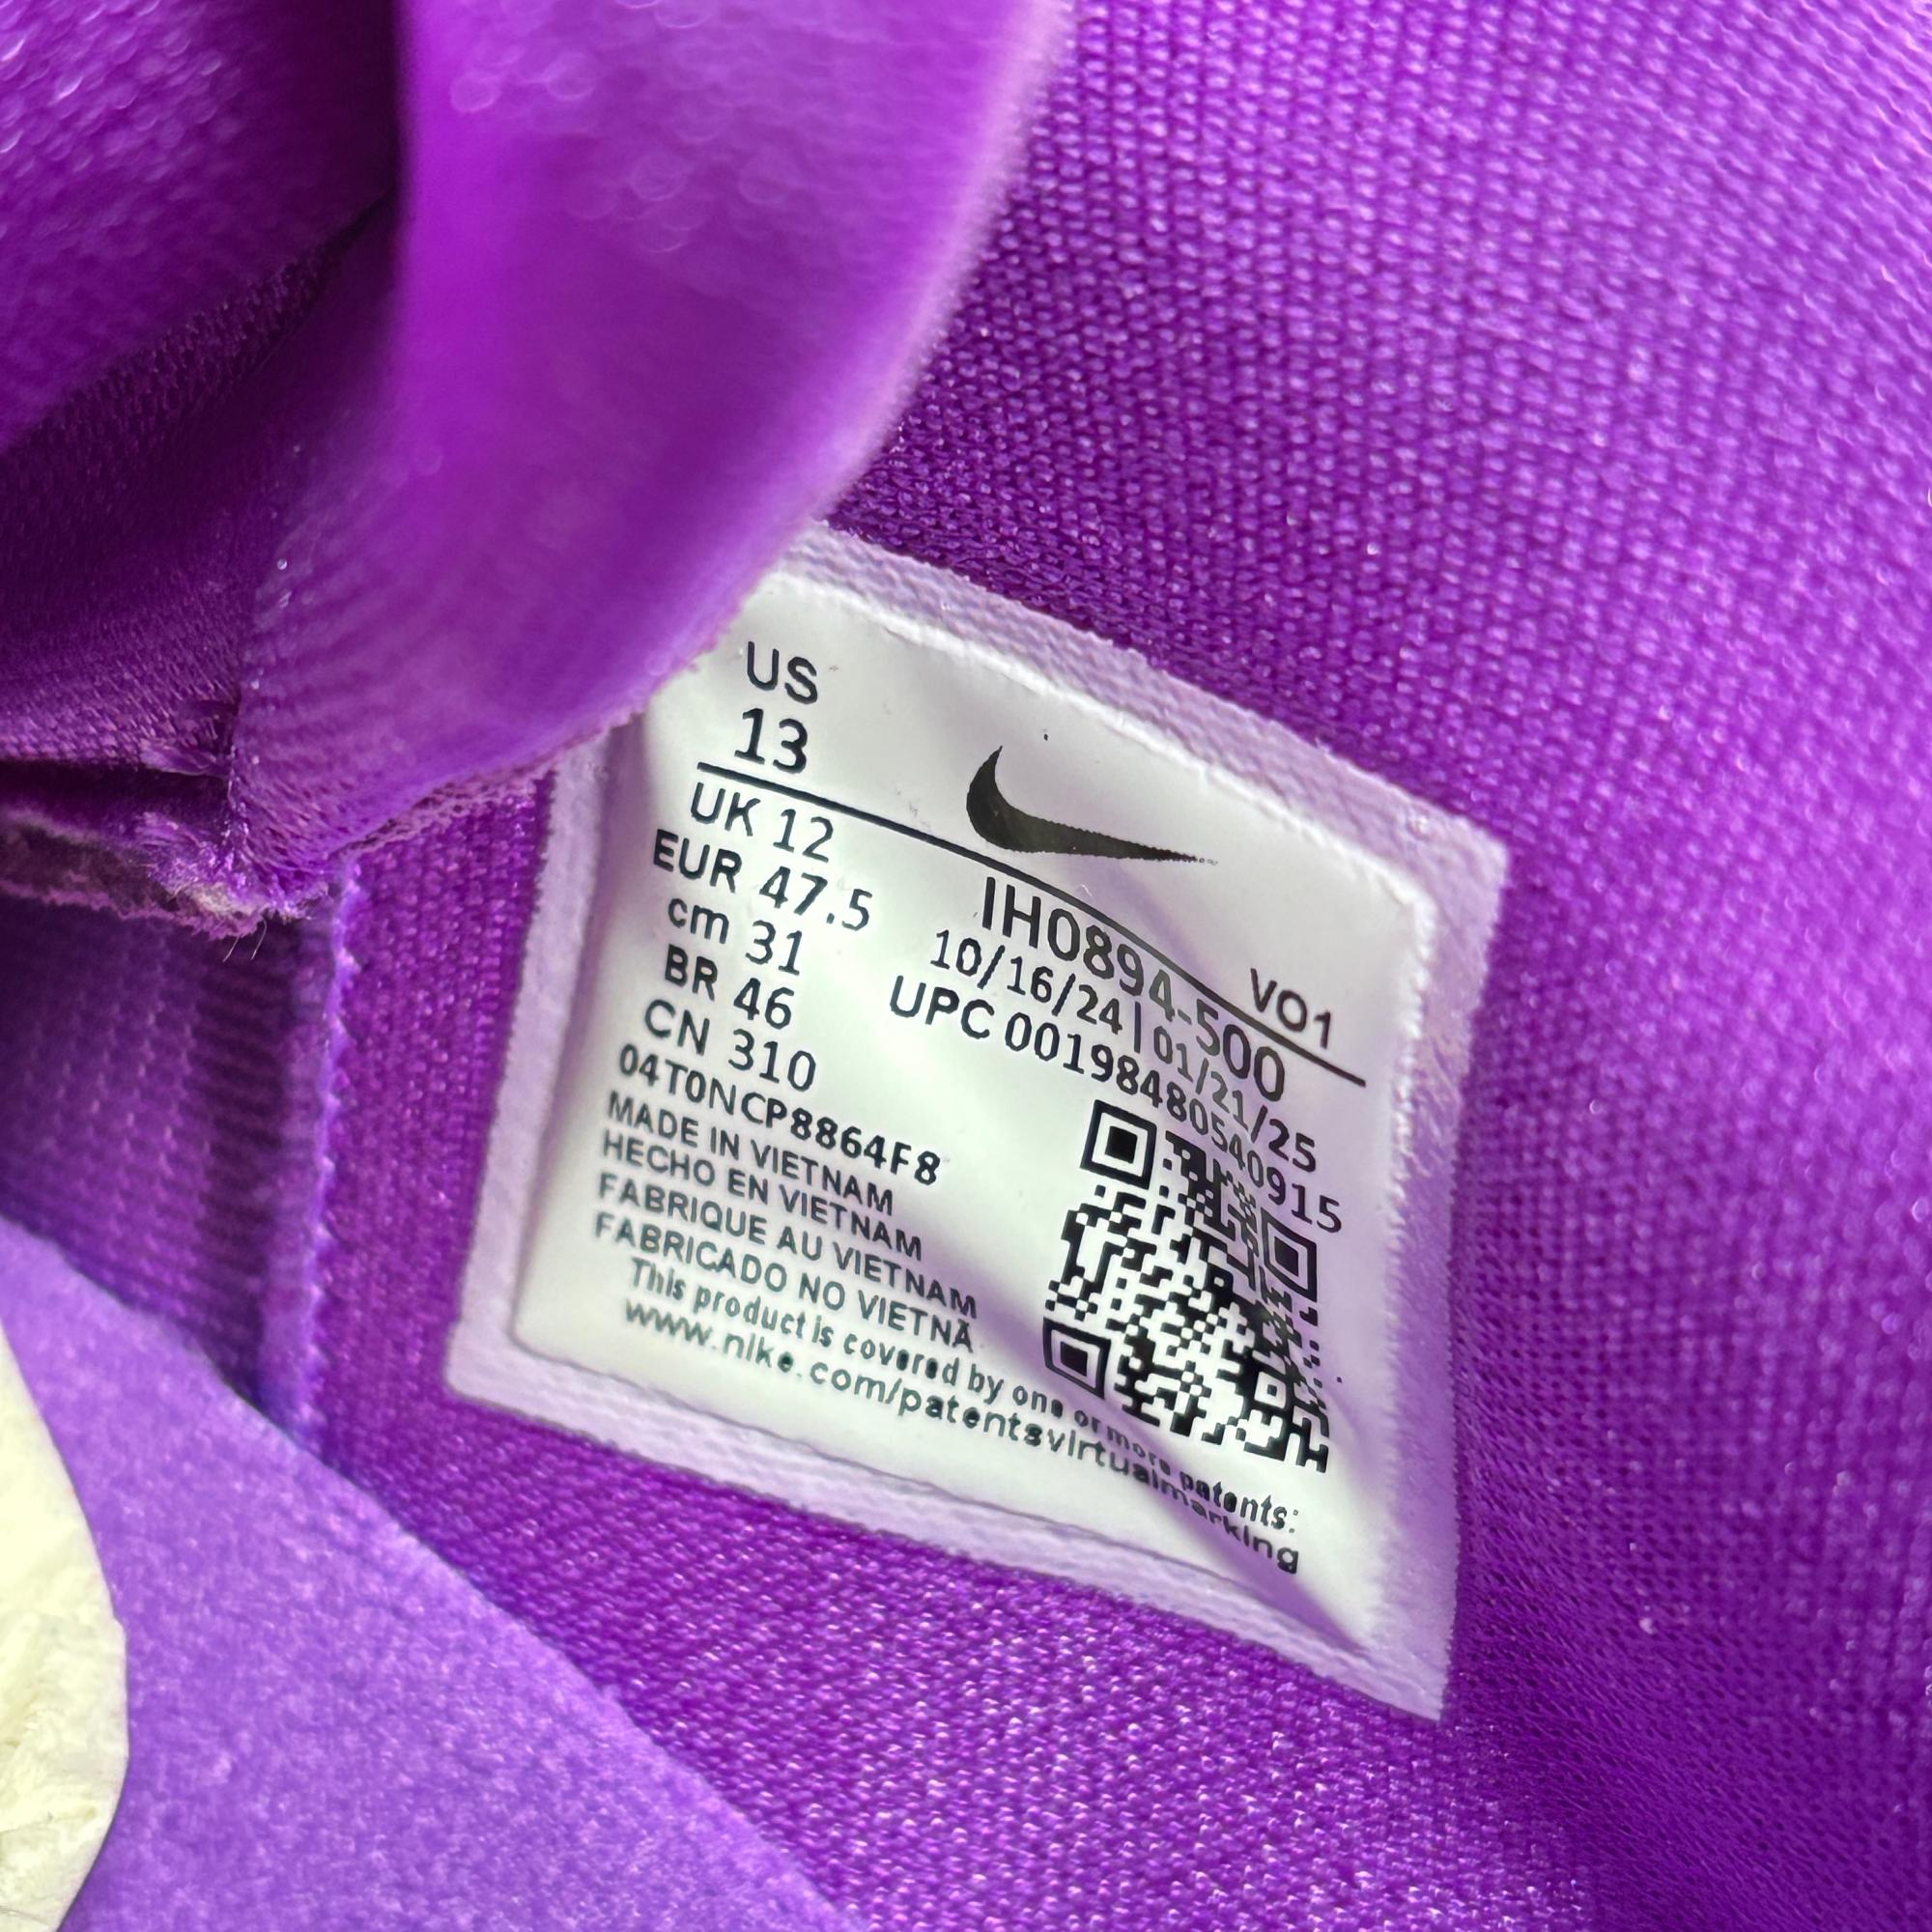 US
13
VO1
UK 12
EUR 47.5
cm 31
BR 46
CN 310
IH0894-500
10/16/24 | 01/21/25
UPC 00198480540915
04T0NCP8864F8
MADE IN VIETNAM
HECHO EN VIETNAM
FABRIQUE AU VIETNAM
FABRICADO NO VIETNÃ
This product is covered by one or more patents:
www.nike.com/patentsvirtualmarking